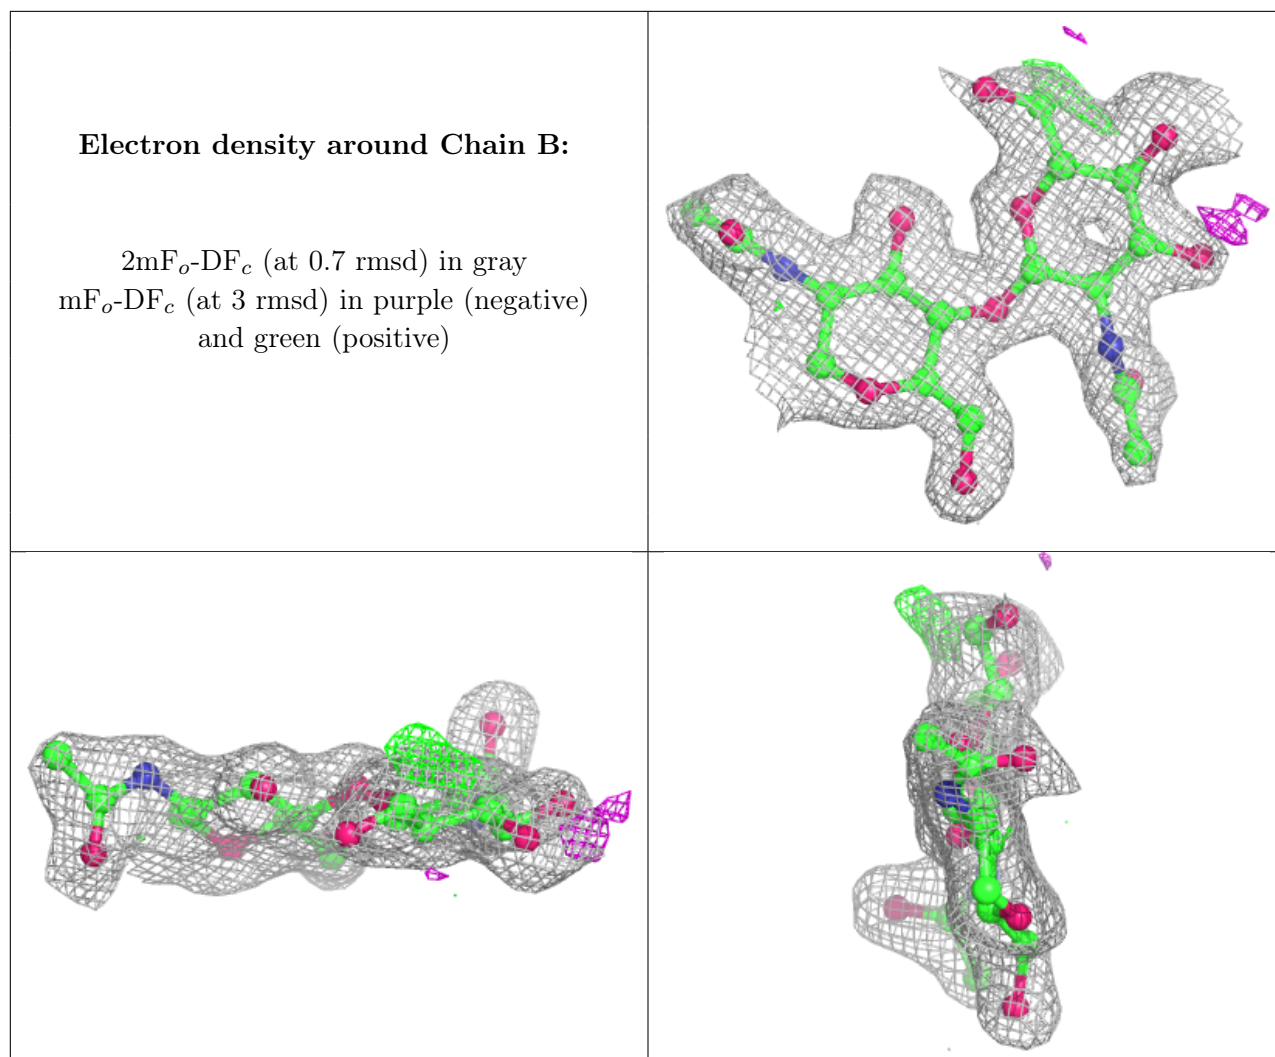 Electron density around Chain B:
2mFo-DFc (at 0.7 rmsd) in gray
mFo-DFc (at 3 rmsd) in purple (negative)
and green (positive)